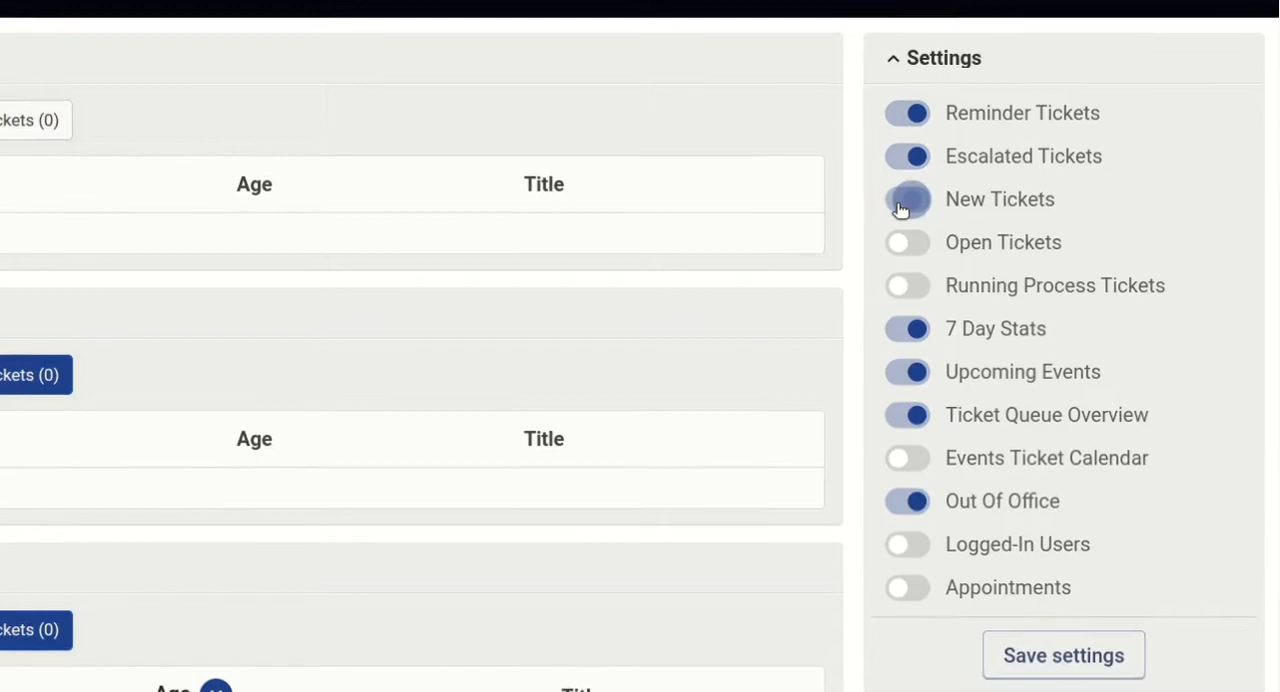 Settings
Reminder Tickets
ckets (0)
Escalated Tickets
Age Title
New Tickets
Open Tickets
Running Process Tickets
7 Day Stats
ckets (0)
Upcoming Events
Ticket Queue Overview
Age Title
Events Ticket Calendar
Out Of Office
Logged-In Users
Appointments
ckets (0)
Save settings